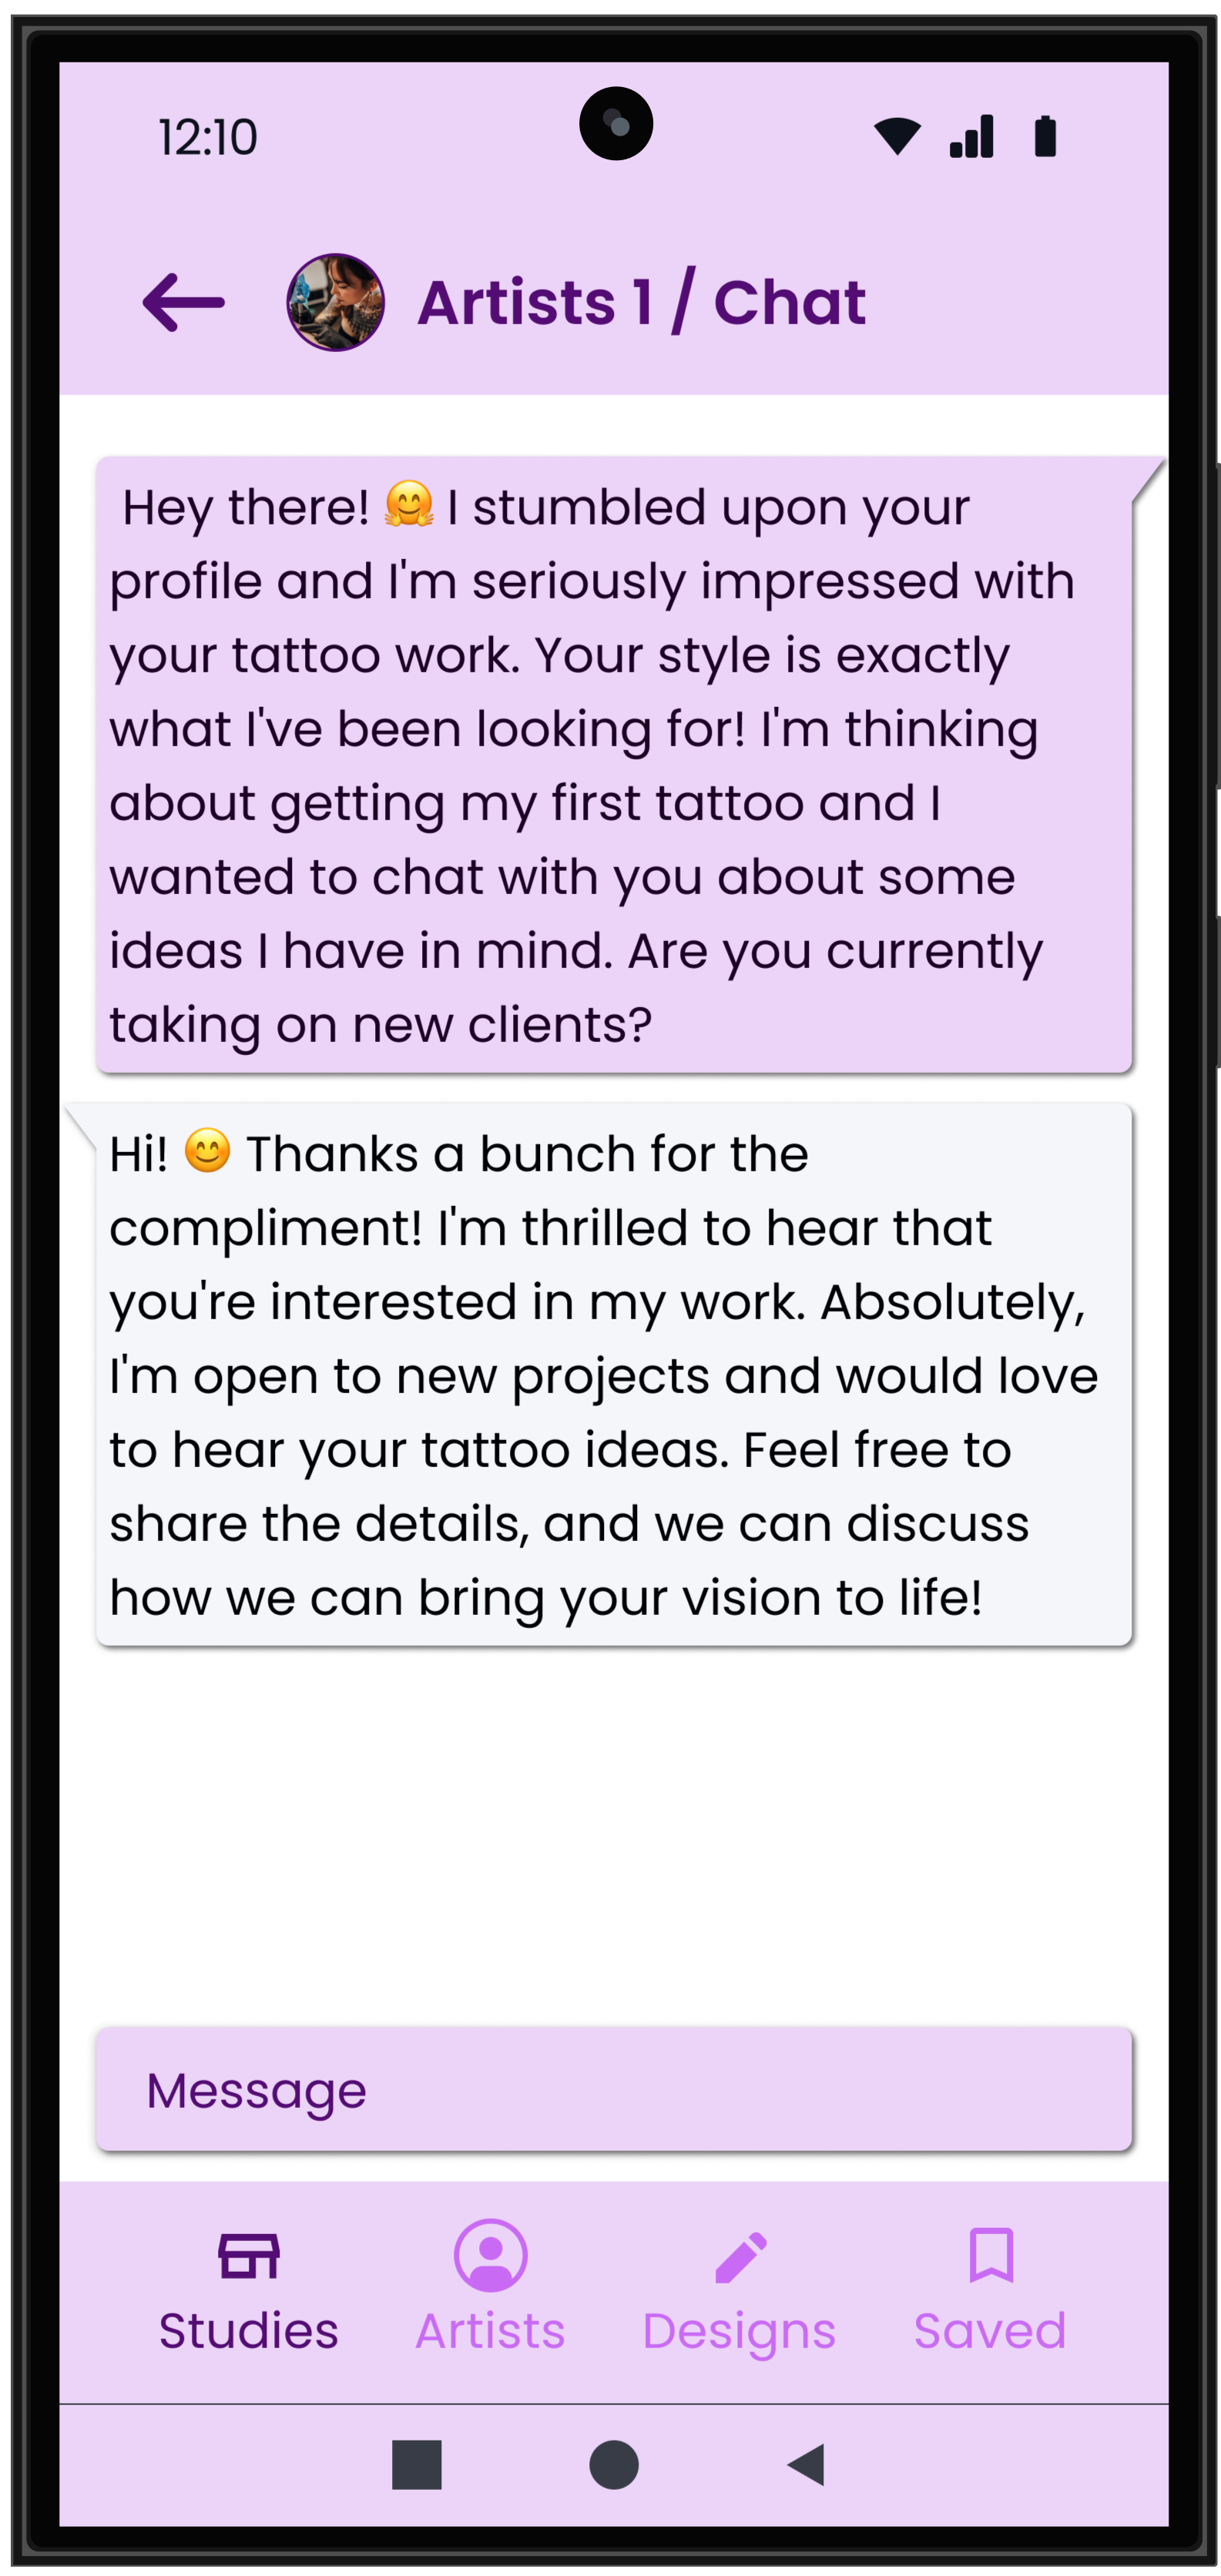 12:10
Artists 1 / Chat
Hey there! 🤗 I stumbled upon your
profile and I'm seriously impressed with
your tattoo work. Your style is exactly
what I've been looking for! I'm thinking
about getting my first tattoo and I
wanted to chat with you about some
ideas I have in mind. Are you currently
taking on new clients?
Hi! 😊 Thanks a bunch for the
compliment! I'm thrilled to hear that
you're interested in my work. Absolutely,
I'm open to new projects and would love
to hear your tattoo ideas. Feel free to
share the details, and we can discuss
how we can bring your vision to life!
Message
Studies Artists Designs Saved